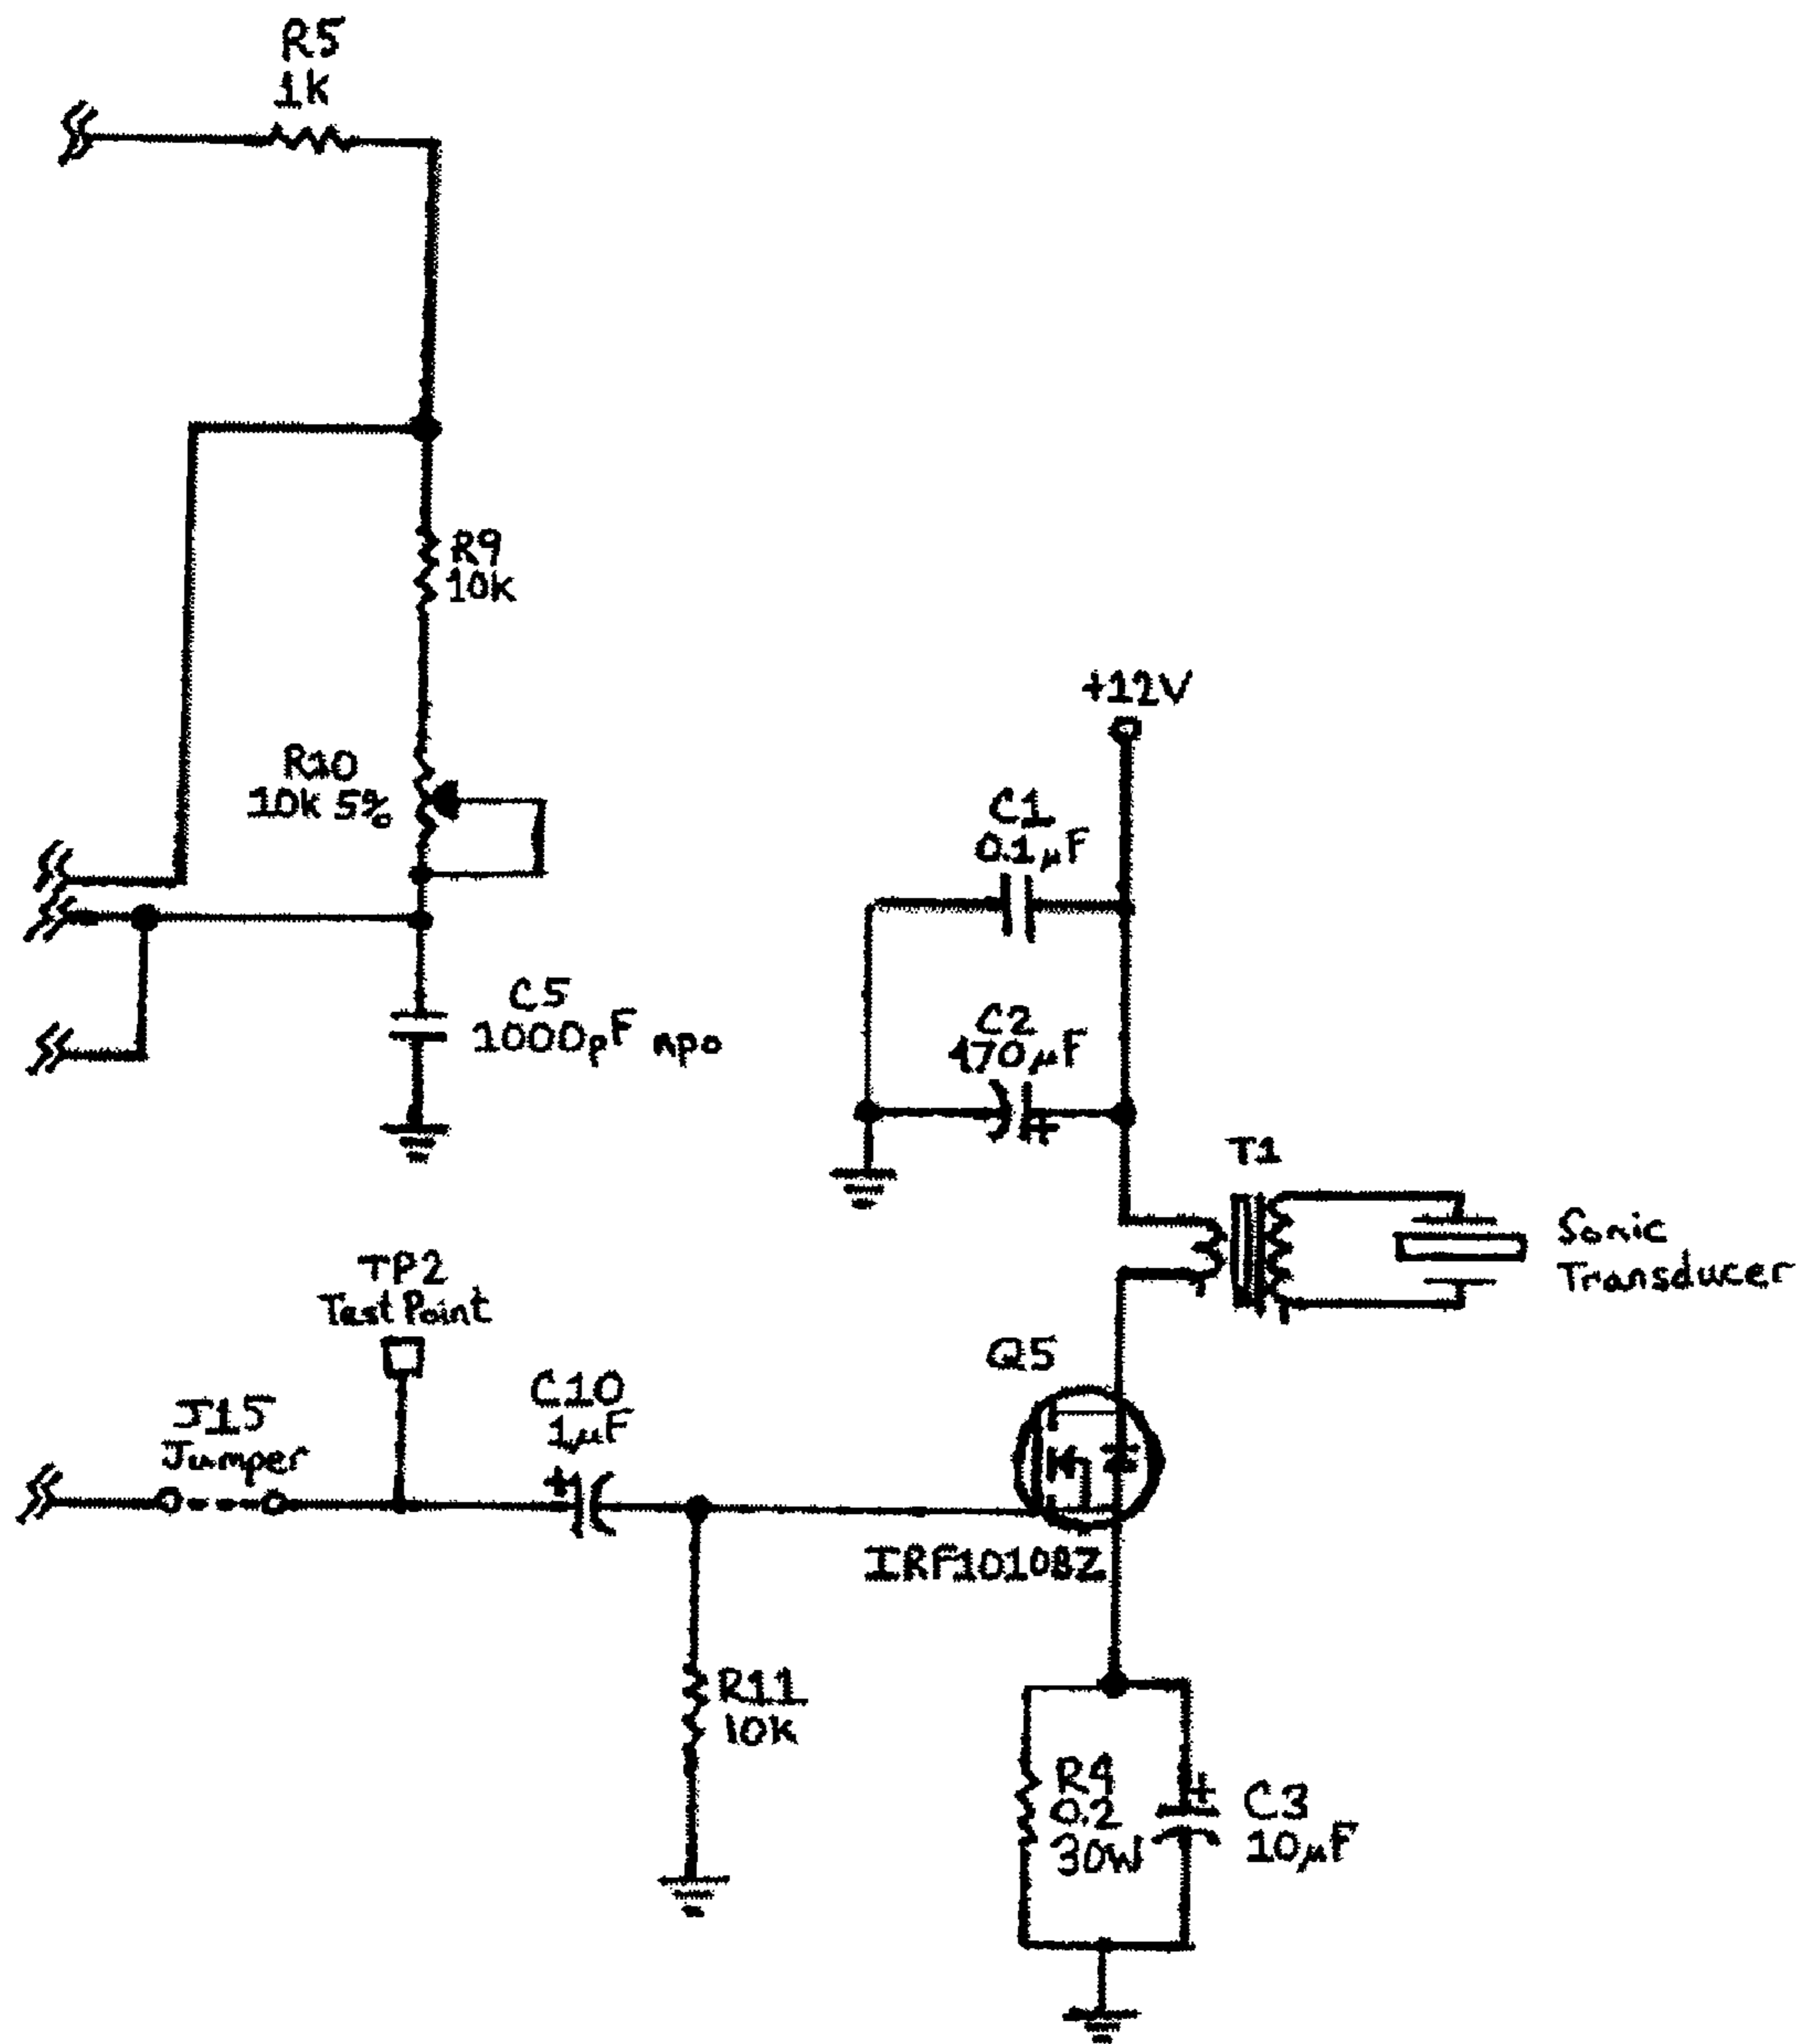 R5
1K
R9
10K
R10
10K 5%
C5
1000pF npo
+12V
C1
0.1µF
C2
470µF
+
T1
Sonic
Transducer
TP2
Test Point
J15
Jumper
C10
1µF
+
Q5
IRF1010BZ
R11
10K
R4
0.2
30W
+
C3
10µF